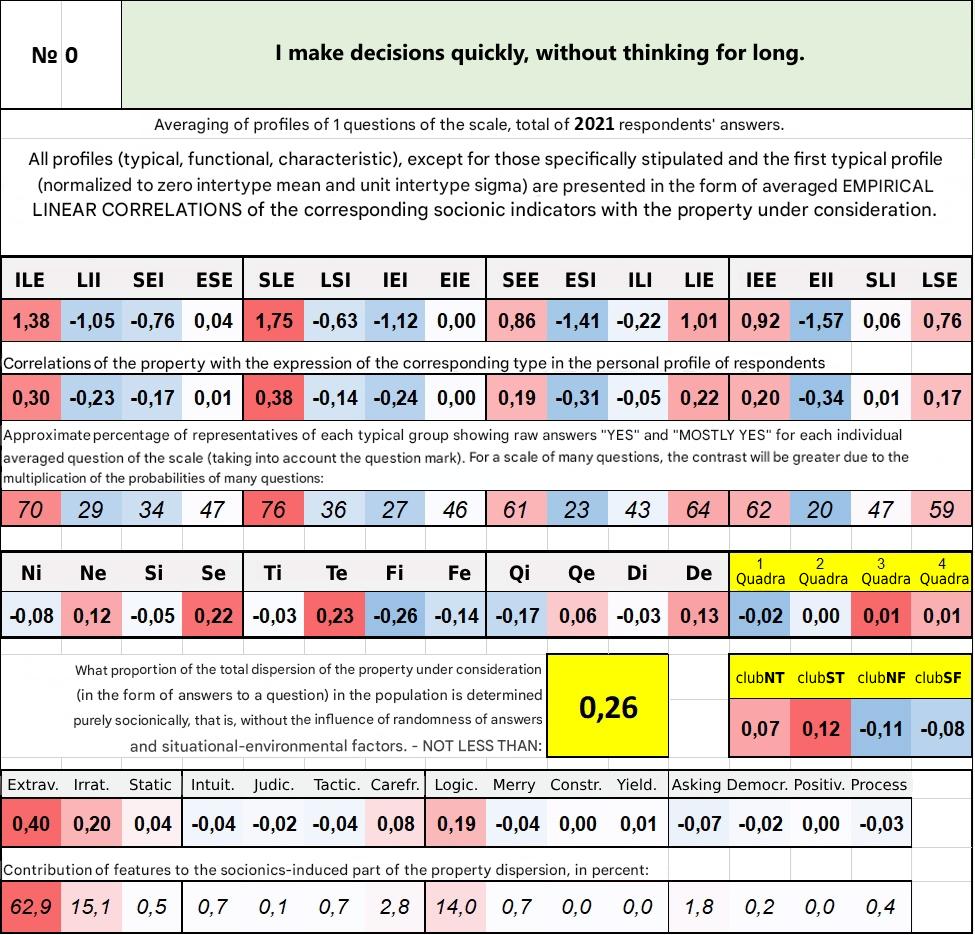 № 0
I make decisions quickly, without thinking for long.
Averaging of profiles of 1 questions of the scale, total of 2021 respondents' answers.
All profiles (typical, functional, characteristic), except for those specifically stipulated and the first typical profile
(normalized to zero intertype mean and unit intertype sigma) are presented in the form of averaged EMPIRICAL
LINEAR CORRELATIONS of the corresponding socionic indicators with the property under consideration.
ILE LII SEI ESE SLE LSI IEI EIE SEE ESI ILI LIE IEE EII SLI LSE
1,38 -1,05 -0,76 0,04 1,75 -0,63 -1,12 0,00 0,86 -1,41 -0,22 1,01 0,92 -1,57 0,06 0,76
Correlations of the property with the expression of the corresponding type in the personal profile of respondents
0,30 -0,23 -0,17 0,01 0,38 -0,14 -0,24 0,00 0,19 -0,31 -0,05 0,22 0,20 -0,34 0,01 0,17
Approximate percentage of representatives of each typical group showing raw answers "YES" and "MOSTLY YES" for each individual
averaged question of the scale (taking into account the question mark). For a scale of many questions, the contrast will be greater due to the
multiplication of the probabilities of many questions:
70 29 34 47 76 36 27 46 61 23 43 64 62 20 47 59
Ni Ne Si Se Ti Te Fi Fe Qi Qe Di De 1 Quadra 2 Quadra 3 Quadra 4 Quadra
-0,08 0,12 -0,05 0,22 -0,03 0,23 -0,26 -0,14 -0,17 0,06 -0,03 0,13 -0,02 0,00 0,01 0,01
What proportion of the total dispersion of the property under consideration
(in the form of answers to a question) in the population is determined
purely socionically, that is, without the influence of randomness of answers
and situational-environmental factors. - NOT LESS THAN:
0,26
clubNT clubST clubNF clubSF
0,07 0,12 -0,11 -0,08
Extrav. Irrat. Static Intuit. Judic. Tactic. Carefr. Logic. Merry Constr. Yield. Asking Democr. Positiv. Process
0,40 0,20 0,04 -0,04 -0,02 -0,04 0,08 0,19 -0,04 0,00 0,01 -0,07 -0,02 0,00 -0,03
Contribution of features to the socionics-induced part of the property dispersion, in percent:
62,9 15,1 0,5 0,7 0,1 0,7 2,8 14,0 0,7 0,0 0,0 1,8 0,2 0,0 0,4